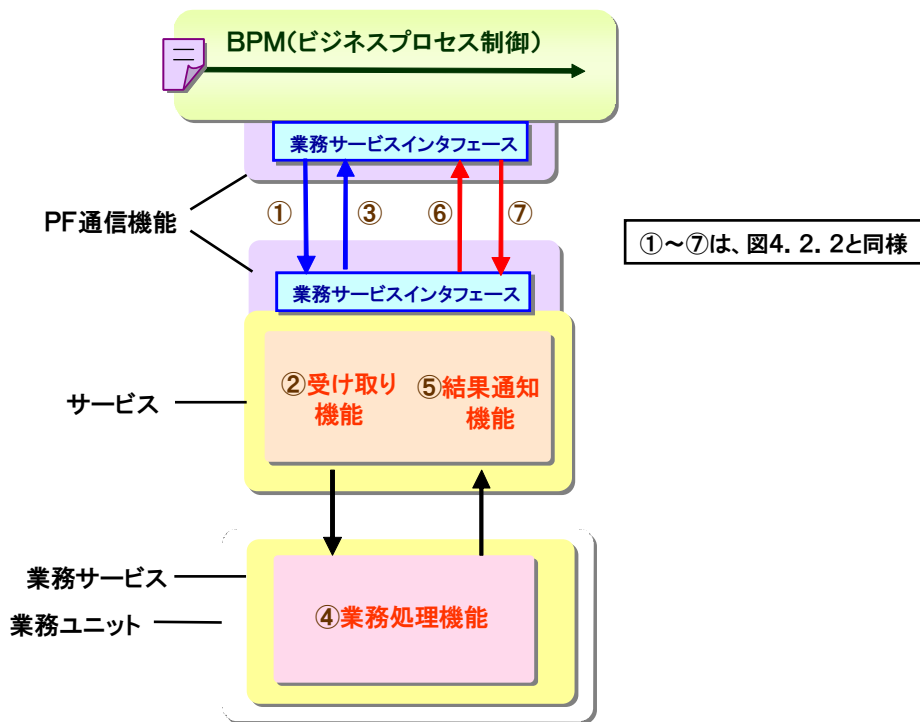 BPM(ビジネスプロセス制御)
業務サービスインタフェース
PF通信機能
①
③
⑥
⑦
①～⑦は、図4．2．2と同様
業務サービスインタフェース
サービス
②受け取り
機能
⑤結果通知
機能
業務サービス
業務ユニット
④業務処理機能